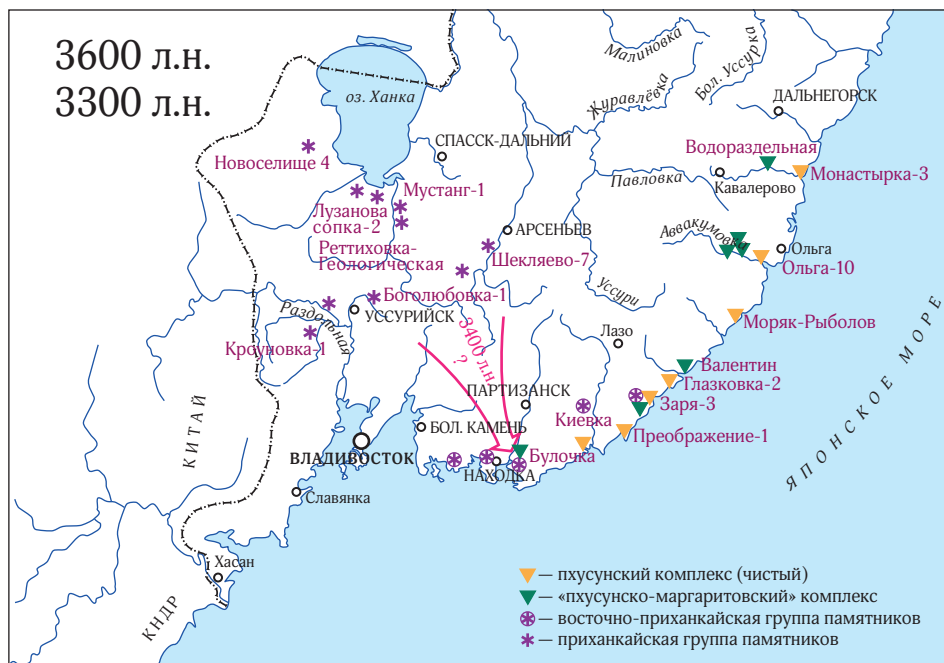 3600 л.н.
3300 л.н.
оз. Ханка
Малиновка
Бол. Уссурка
Журавлёвка
ДАЛЬНЕГОРСК
СПАССК-ДАЛЬНИЙ
Водораздельная
Новоселище 4
Павловка
Кавалерово
Монастырка-3
Мустанг-1
Лузанова
сопка-2
АРСЕНЬЕВ
Аввакумовка
Ольга
Реттиховка-
Геологическая
Шекляево-7
Ольга-10
Уссури
Боголюбовка-1
Раздольная
УССУРИЙСК
Моряк-Рыболов
Кроуновка-1
3400 л.н.
?
Лазо
Валентин
Глазковка-2
ПАРТИЗАНСК
Заря-3
Киевка
БОЛ. КАМЕНЬ
Преображение-1
КИТАЙ
ВЛАДИВОСТОК
Булочка
НАХОДКА
ЯПОНСКОЕ МОРЕ
Славянка
Хасан
КНДР
— пхусунский комплекс (чистый)
— «пхусунско-маргаритовский» комплекс
— восточно-приханкайская группа памятников
— приханкайская группа памятников